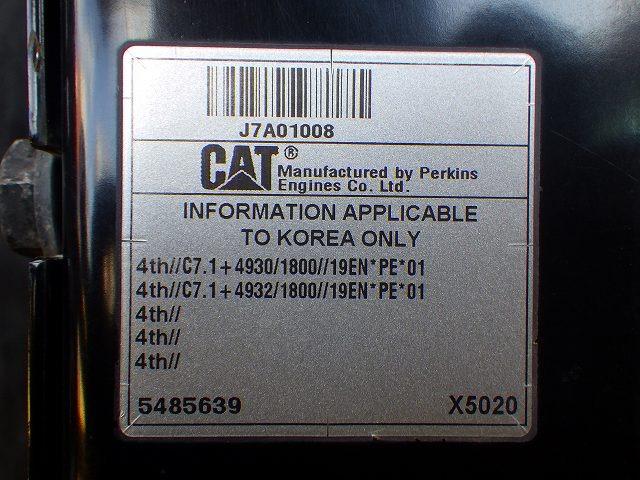 J7A01008
CAT® Manufactured by Perkins
Engines Co. Ltd.
INFORMATION APPLICABLE
TO KOREA ONLY
4th//C7.1+4930/1800//19EN*PE*01
4th//C7.1+4932/1800//19EN*PE*01
4th//
4th//
4th//
5485639 X5020